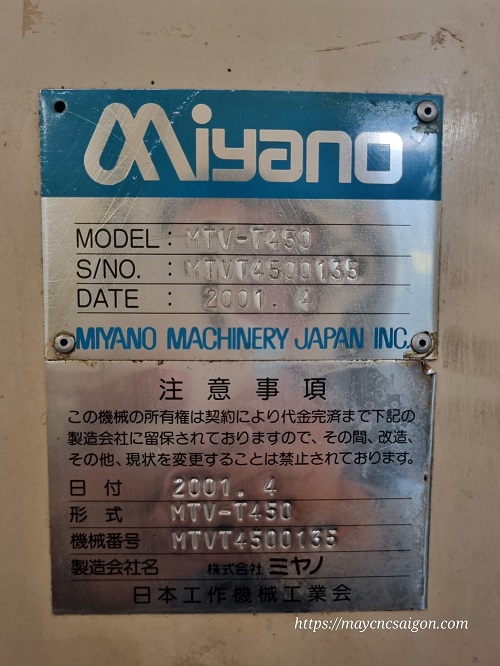 Miyano
MODEL : MTV-T450
S/NO. : MTVT4500135
DATE : 2001. 4
MIYANO MACHINERY JAPAN INC.
注意事項
この機械の所有権は契約により代金完済まで下記の
製造会社に留保されておりますので、その間、改造、
その他、現状を変更することは禁止されております。
日付 2001. 4
形式 MTV-T450
機械番号 MTVT4500135
製造会社名 株式会社 ミヤノ
日本工作機械工業会
https://maycncsaigon.com/